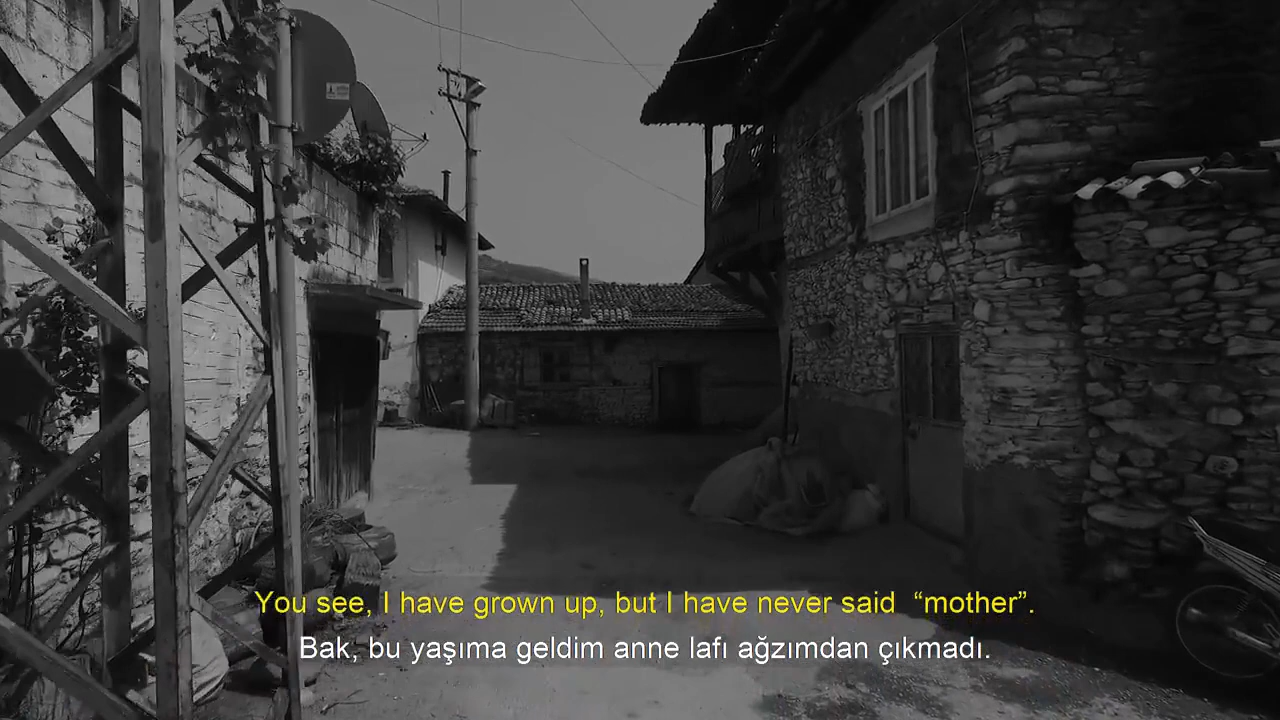 You see, I have grown up, but I have never said “mother”.
Bak, bu yaşıma geldim anne lafı ağzımdan çıkmadı.